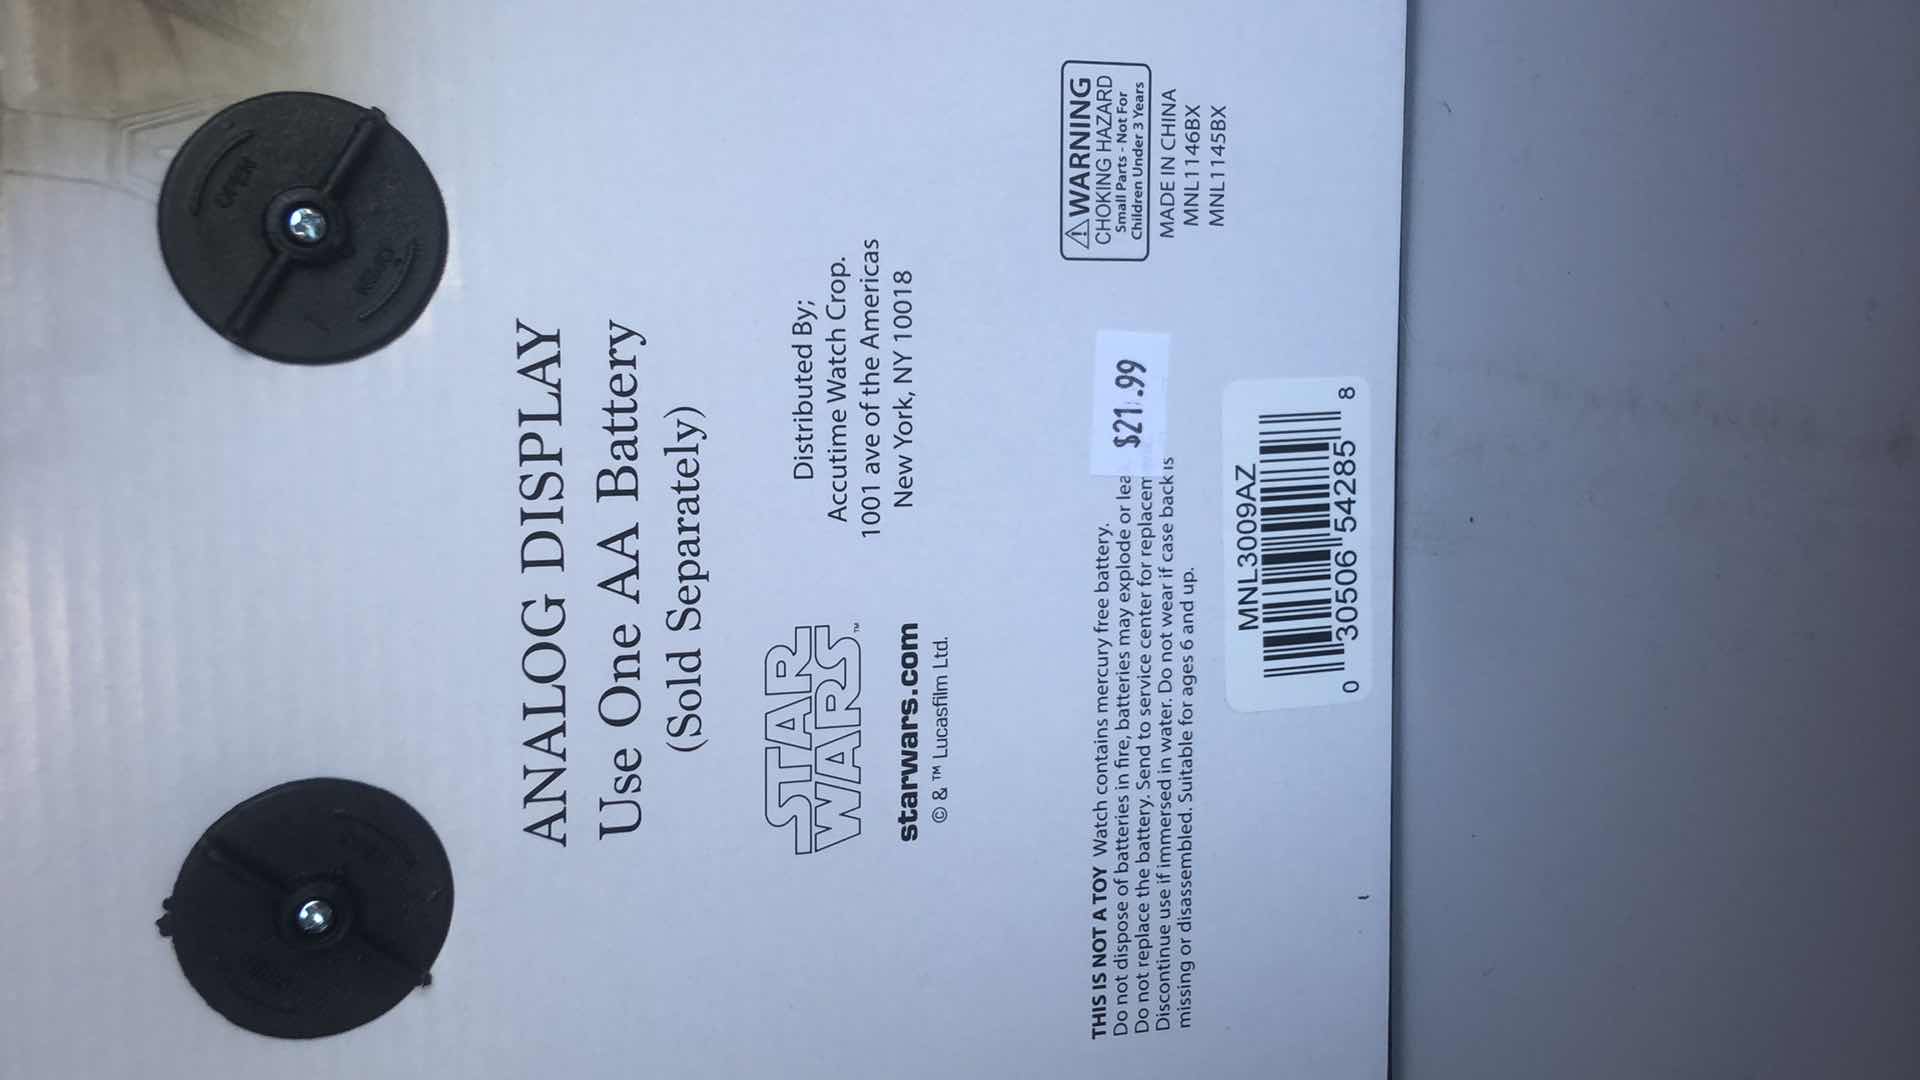 OPEN
ANALOG DISPLAY
Use One AA Battery
(Sold Separately)
STAR
WARS™
starwars.com
© & ™ Lucasfilm Ltd.
Distributed By;
Accutime Watch Crop.
1001 ave of the Americas
New York, NY 10018
THIS IS NOT A TOY Watch contains mercury free battery.
Do not dispose of batteries in fire, batteries may explode or lea
Do not replace the battery. Send to service center for replacem
Discontinue use if immersed in water. Do not wear if case back is
missing or disassembled. Suitable for ages 6 and up.
$21.99
⚠WARNING
CHOKING HAZARD
Small Parts - Not For
Children Under 3 Years
MADE IN CHINA
MNL1146BX
MNL1145BX
MNL3009AZ
0 30506 54285 8